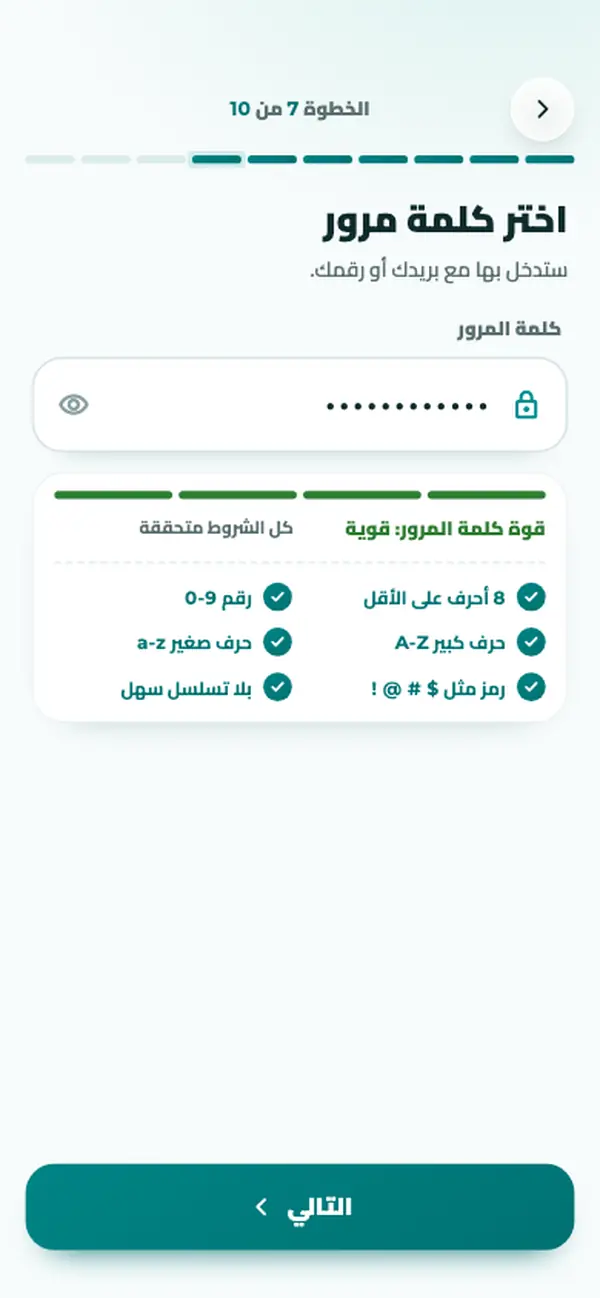 الخطوة 7 من 10
اختر كلمة مرور
ستدخل بها مع بريدك أو رقمك.
كلمة المرور
قوة كلمة المرور: قوية
كل الشروط متحققة
8 أحرف على الأقل
رقم 9-0
حرف كبير A-Z
حرف صغير a-z
رمز مثل $ # @ !
بلا تسلسل سهل
التالي